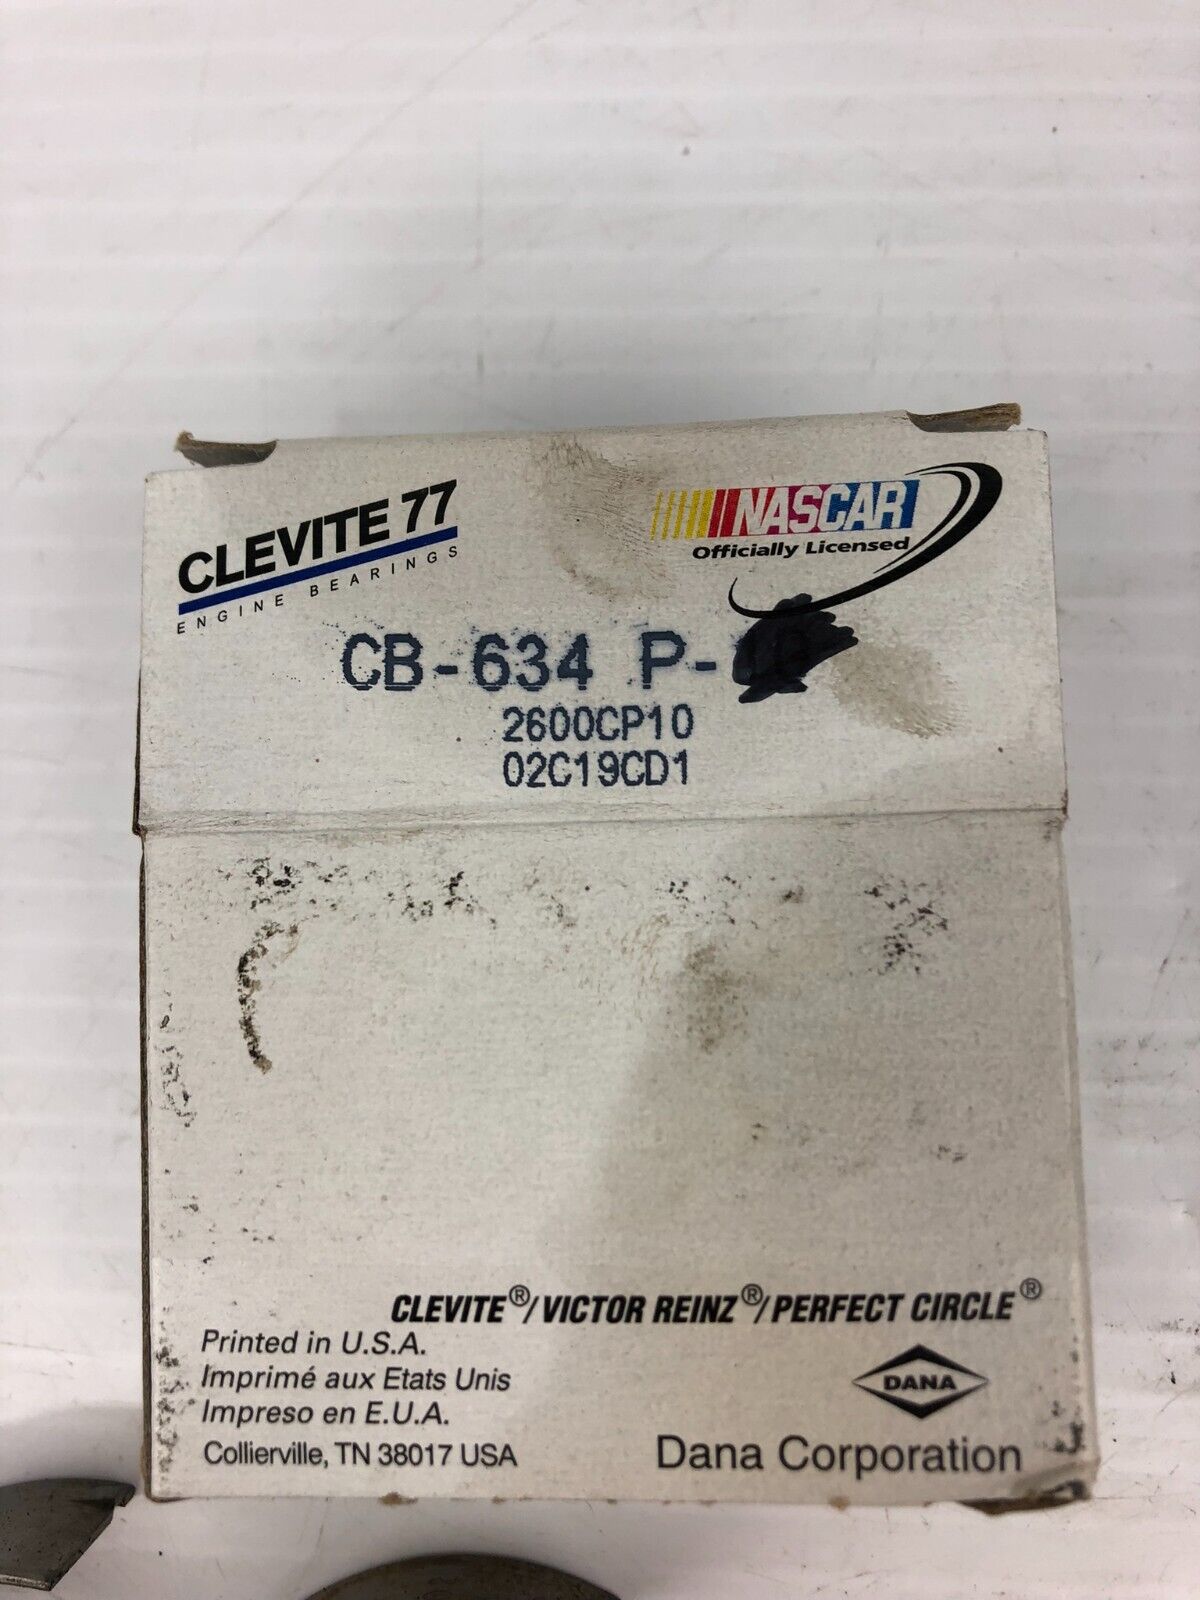 CLEVITE 77
ENGINE BEARINGS
NASCAR
Officially Licensed
CB-634 P-
2600CP10
02C19CD1
CLEVITE®/VICTOR REINZ®/PERFECT CIRCLE®
Printed in U.S.A.
Imprimé aux Etats Unis
Impreso en E.U.A.
Collierville, TN 38017 USA
DANA
Dana Corporation